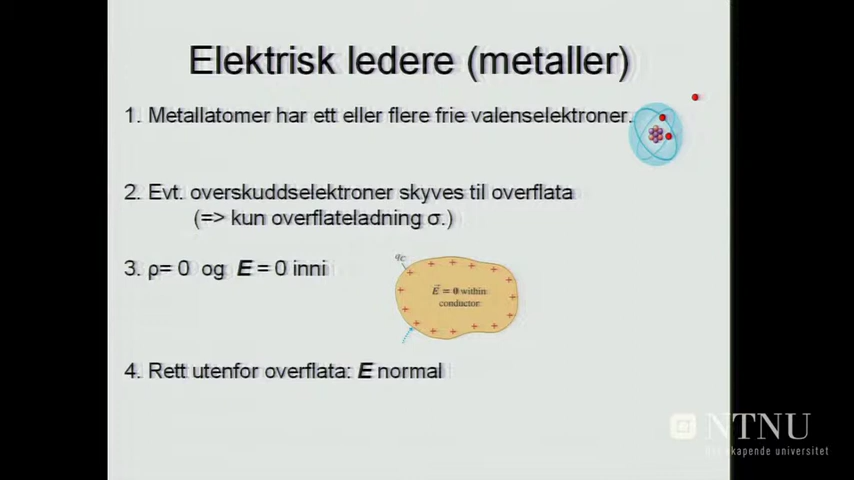 Elektrisk ledere (metaller)
1. Metallatomer har ett eller flere frie valenselektroner.
2. Evt. overskuddselektroner skyves til overflata
(=> kun overflateladning σ.)
3. ρ= 0 og E = 0 inni
qc
E = 0 within
conductor
4. Rett utenfor overflata: E normal
NTNU
Det skapende universitet